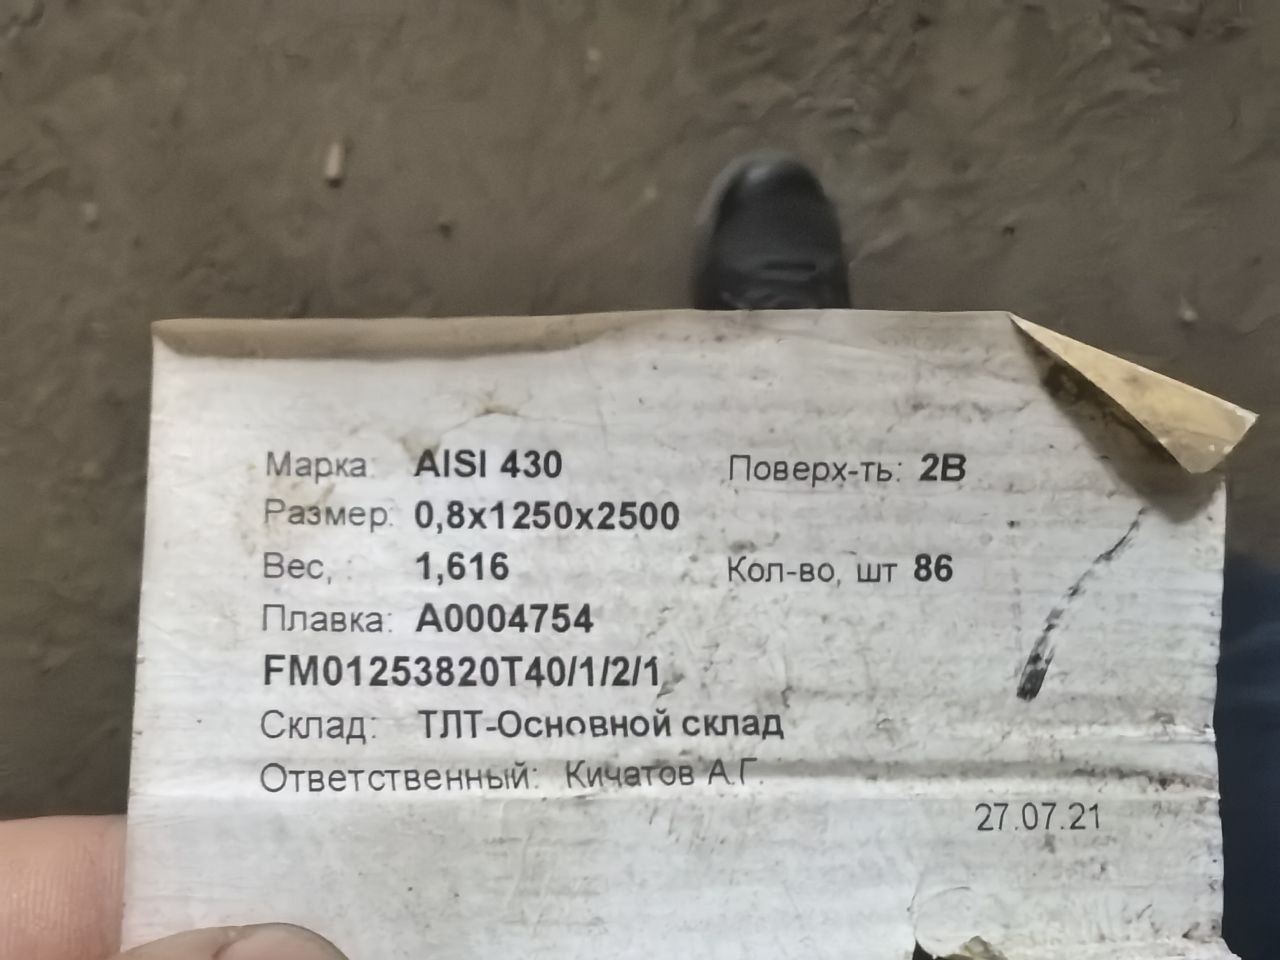 Марка: AISI 430 Поверх-ть: 2B
Размер: 0,8x1250x2500
Вес, : 1,616 Кол-во, шт 86
Плавка: A0004754
FM01253820T40/1/2/1
Склад: ТЛТ-Основной склад
Ответственный: Кичатов А.Г.
27.07.21